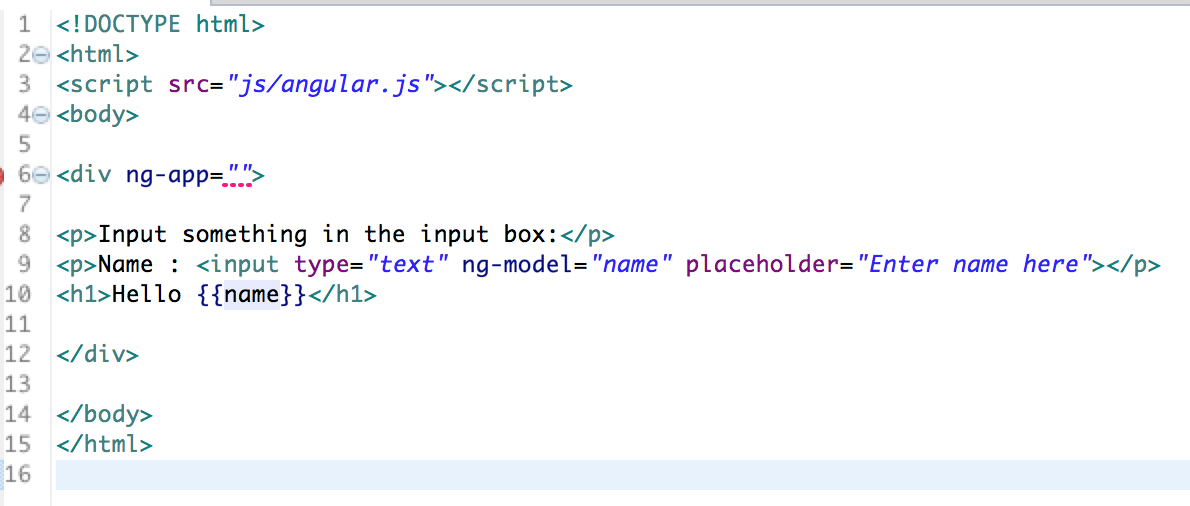 1 <!DOCTYPE html>
2 <html>
3 <script src="js/angular.js"></script>
4 <body>
5
6 <div ng-app="">
7
8 <p>Input something in the input box:</p>
9 <p>Name : <input type="text" ng-model="name" placeholder="Enter name here"></p>
10 <h1>Hello {{name}}</h1>
11
12 </div>
13
14 </body>
15 </html>
16